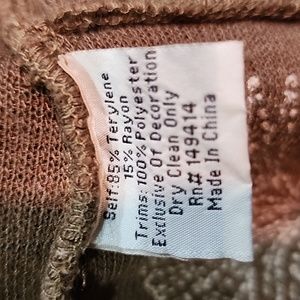 Self:85% Terylene
15% Rayon
Trims:100% Polyester
Exclusive Of Decoration
Dry Clean Only
Rn# 149414
Made In China